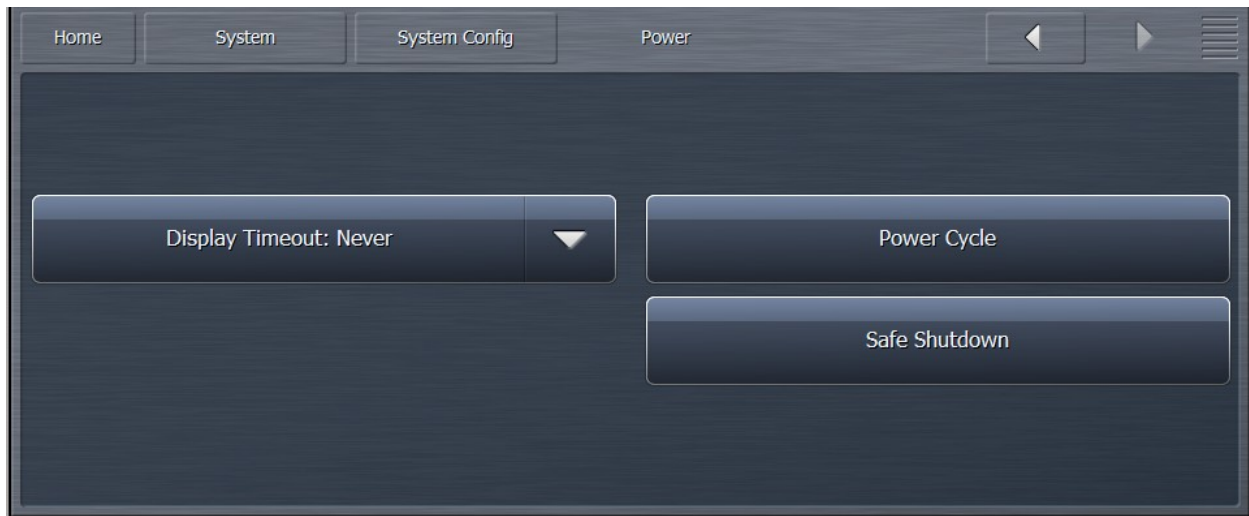 Home System System Config Power
Display Timeout: Never
Power Cycle
Safe Shutdown